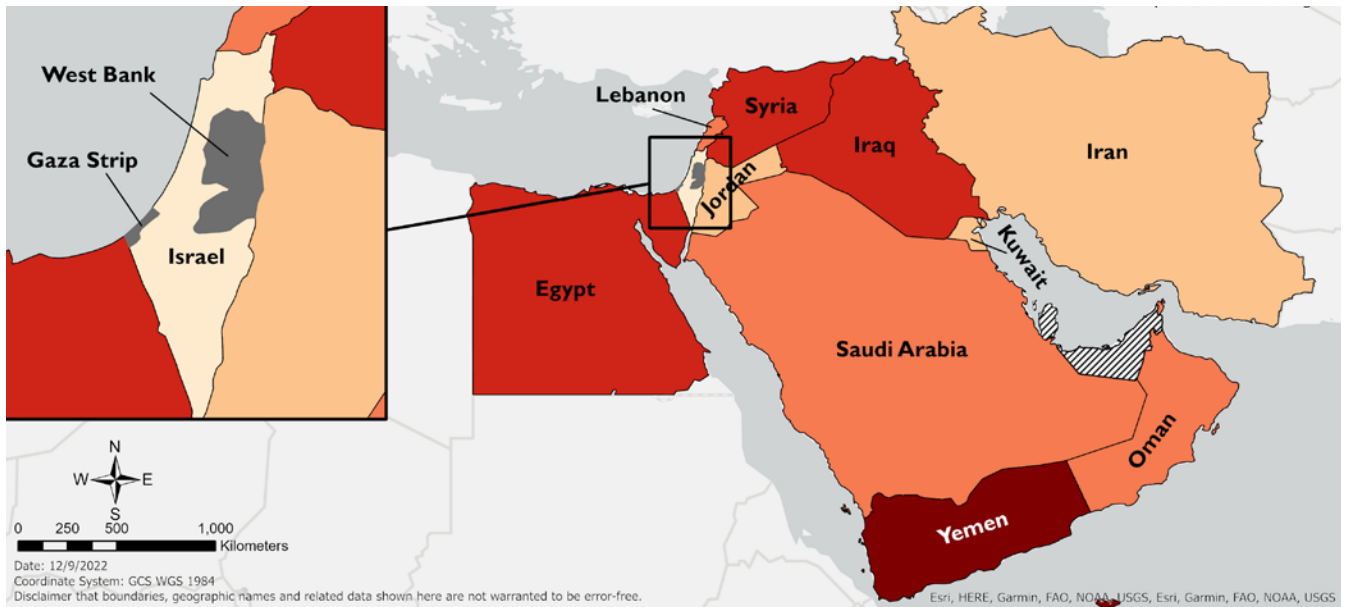 West Bank
Gaza Strip
Israel
Lebanon
Syria
Iraq
Iran
Jordan
Kuwait
Egypt
Saudi Arabia
Oman
Yemen
N
W E
S
0 250 500 1,000
Kilometers
Date: 12/9/2022
Coordinate System: GCS WGS 1984
Disclaimer that boundaries, geographic names and related data shown here are not warranted to be error-free.
Esri, HERE, Garmin, FAO, NOAA, USGS, Esri, Garmin, FAO, NOAA, USGS